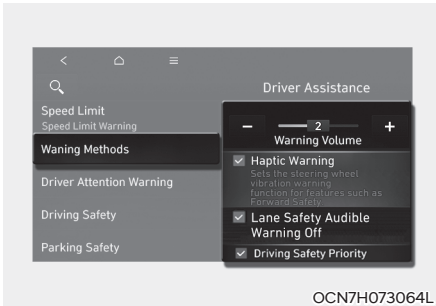 Driver Assistance
Speed Limit
Speed Limit Warning
Waning Methods
Driver Attention Warning
Driving Safety
Parking Safety
− 2 +
Warning Volume
Haptic Warning
Sets the steering wheel
vibration warning
function for features such as
Forward Safety
Lane Safety Audible
Warning Off
Driving Safety Priority
OCN7H073064L